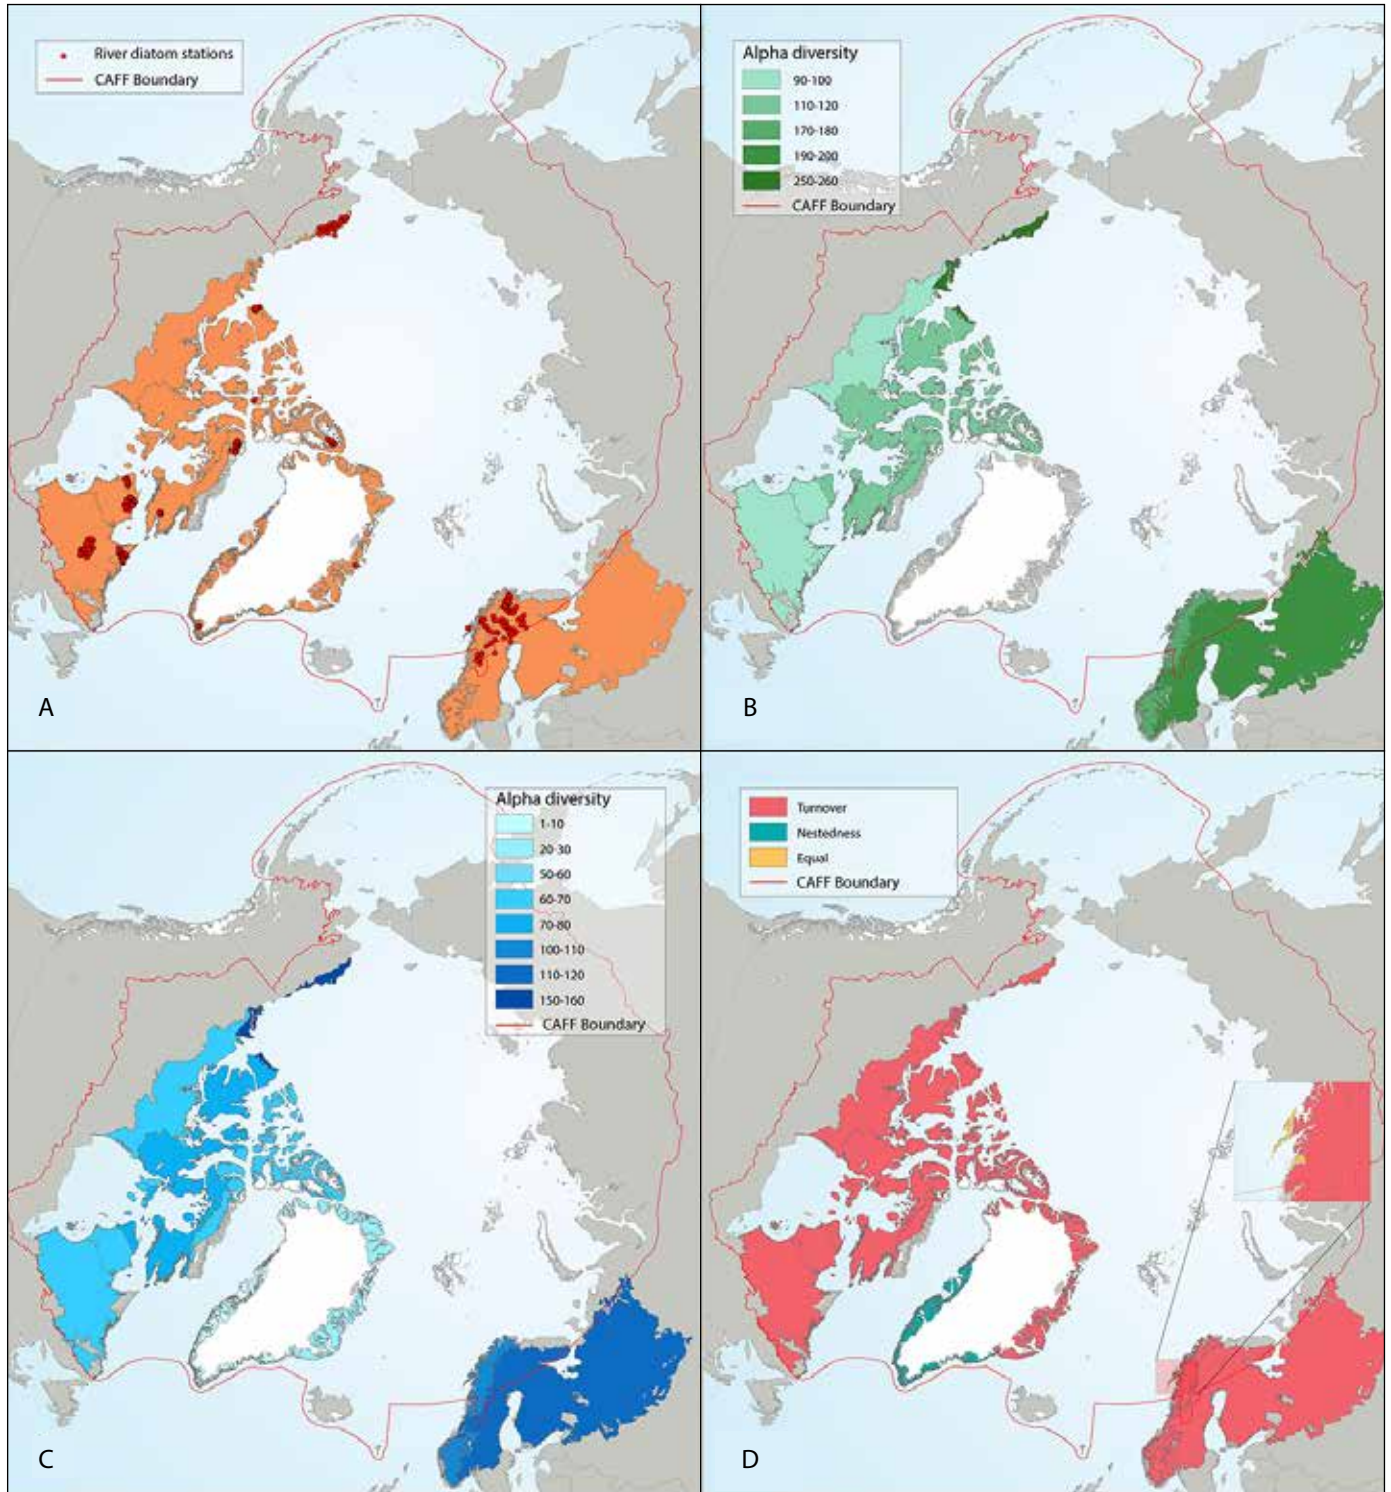 River diatom stations
CAFF Boundary
A
Alpha diversity
90-100
110-120
170-180
190-200
250-260
CAFF Boundary
B
Alpha diversity
1-10
20-30
50-60
60-70
70-80
100-110
110-120
150-160
CAFF Boundary
C
Turnover
Nestedness
Equal
CAFF Boundary
D